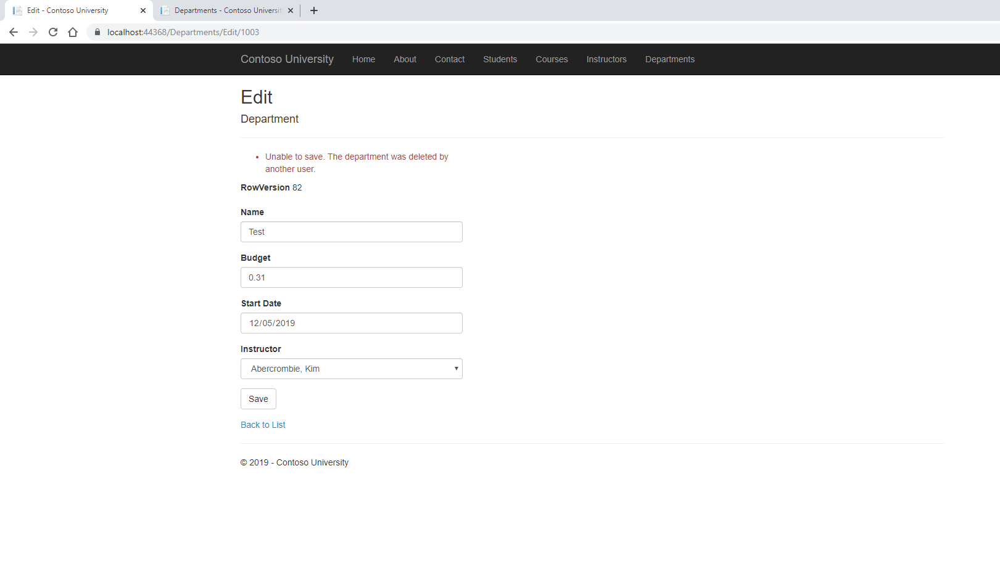 Edit - Contoso University
Departments - Contoso Universit
localhost:44368/Departments/Edit/1003
Contoso University Home About Contact Students Courses Instructors Departments
Edit
Department
Unable to save. The department was deleted by
another user.
RowVersion 82
Name
Test
Budget
0.31
Start Date
12/05/2019
Instructor
Abercrombie, Kim
Save
Back to List
© 2019 - Contoso University